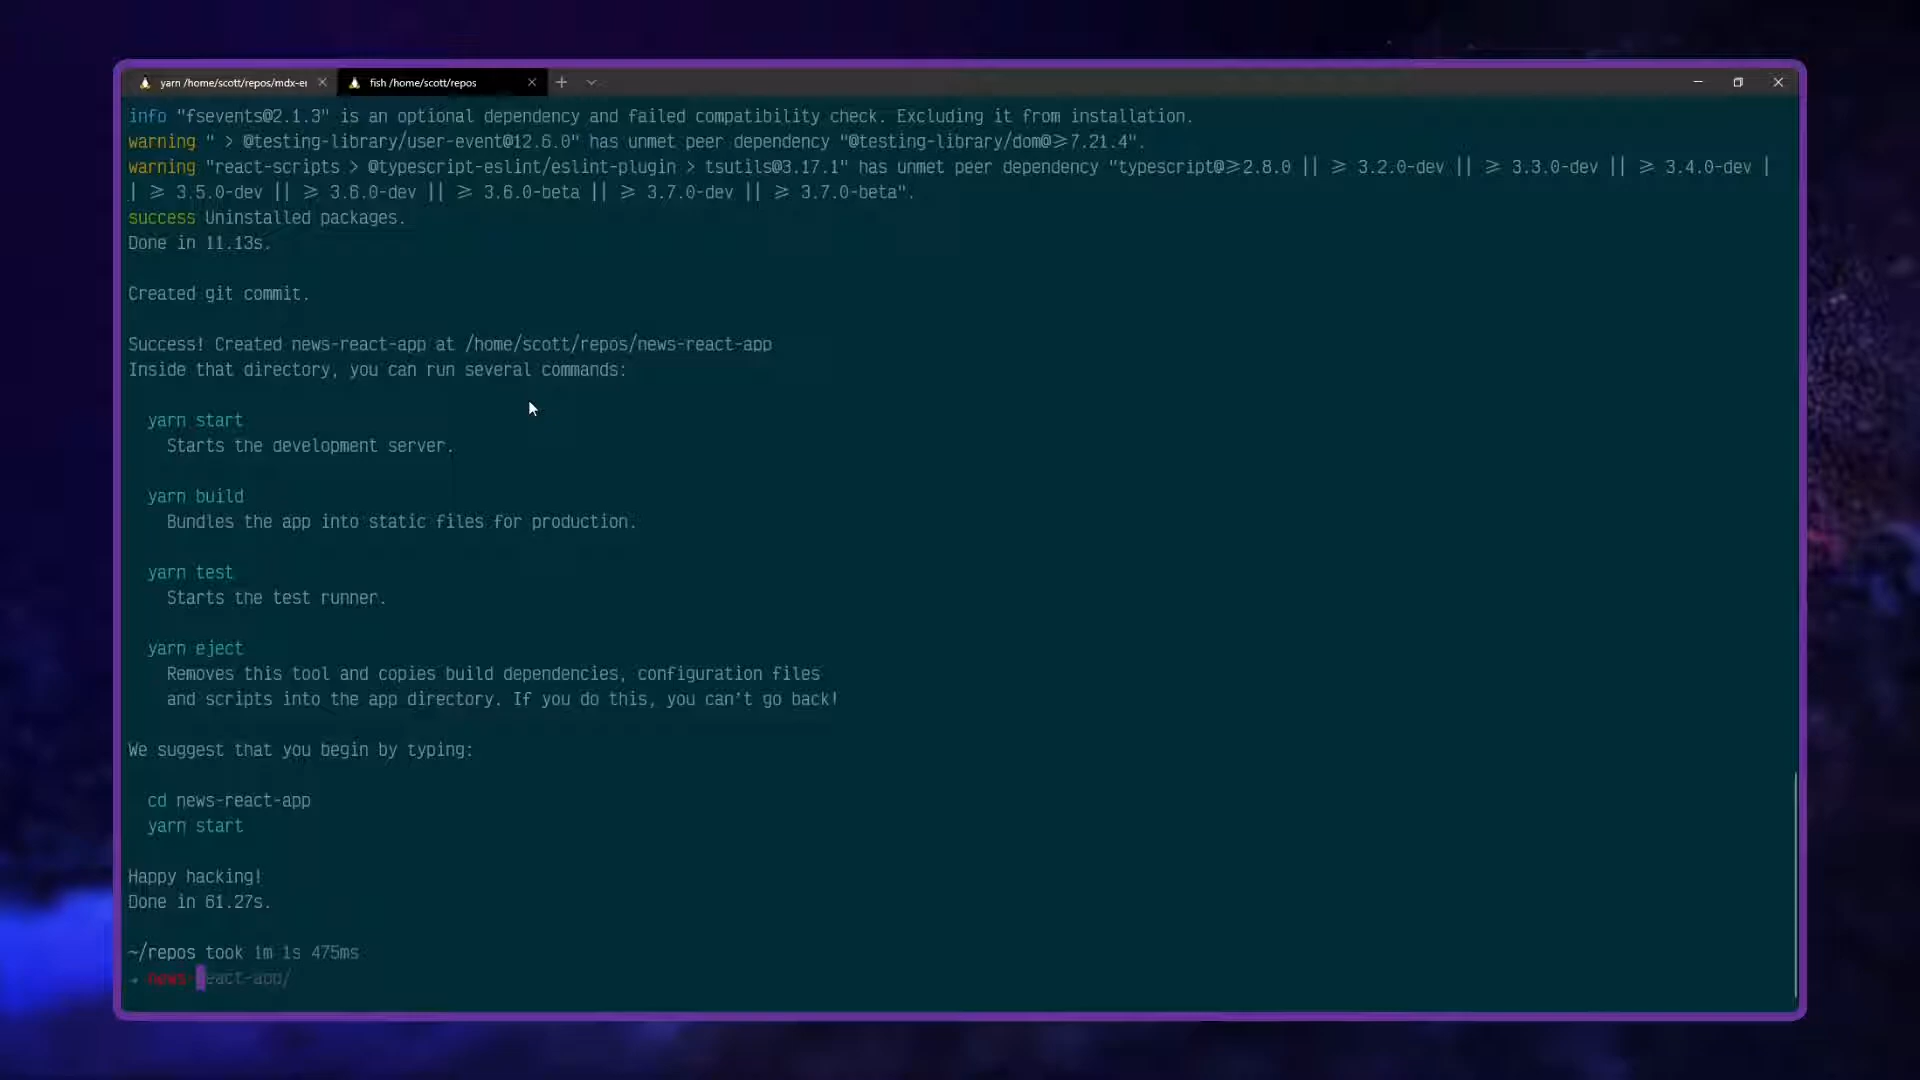 yarn /home/scott/repos/mdx-e
fish /home/scott/repos
info "fsevents@2.1.3" is an optional dependency and failed compatibility check. Excluding it from installation.
warning " > @testing-library/user-event@12.6.0" has unmet peer dependency "@testing-library/dom@≥7.21.4".
warning "react-scripts > @typescript-eslint/eslint-plugin > tsutils@3.17.1" has unmet peer dependency "typescript@≥2.8.0 || ≥ 3.2.0-dev || ≥ 3.3.0-dev || ≥ 3.4.0-dev |
| ≥ 3.5.0-dev || ≥ 3.6.0-dev || ≥ 3.6.0-beta || ≥ 3.7.0-dev || ≥ 3.7.0-beta".
success Uninstalled packages.
Done in 11.13s.
Created git commit.
Success! Created news-react-app at /home/scott/repos/news-react-app
Inside that directory, you can run several commands:
yarn start
Starts the development server.
yarn build
Bundles the app into static files for production.
yarn test
Starts the test runner.
yarn eject
Removes this tool and copies build dependencies, configuration files
and scripts into the app directory. If you do this, you can't go back!
We suggest that you begin by typing:
cd news-react-app
yarn start
Happy hacking!
Done in 61.27s.
~/repos took 1m 1s 475ms
→ news-react-app/